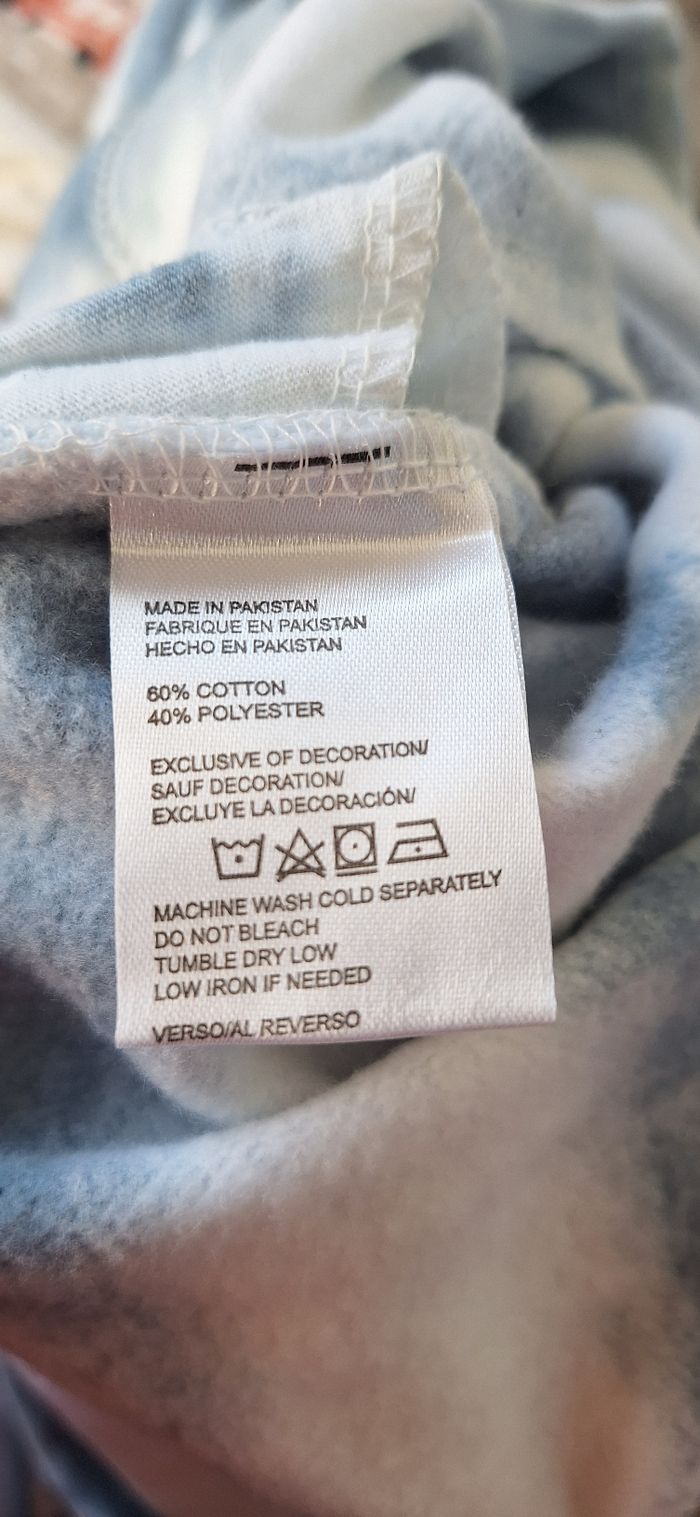 MADE IN PAKISTAN
FABRIQUE EN PAKISTAN
HECHO EN PAKISTAN
60% COTTON
40% POLYESTER
EXCLUSIVE OF DECORATION/
SAUF DECORATION/
EXCLUYE LA DECORACIÓN/
MACHINE WASH COLD SEPARATELY
DO NOT BLEACH
TUMBLE DRY LOW
LOW IRON IF NEEDED
VERSO/AL REVERSO